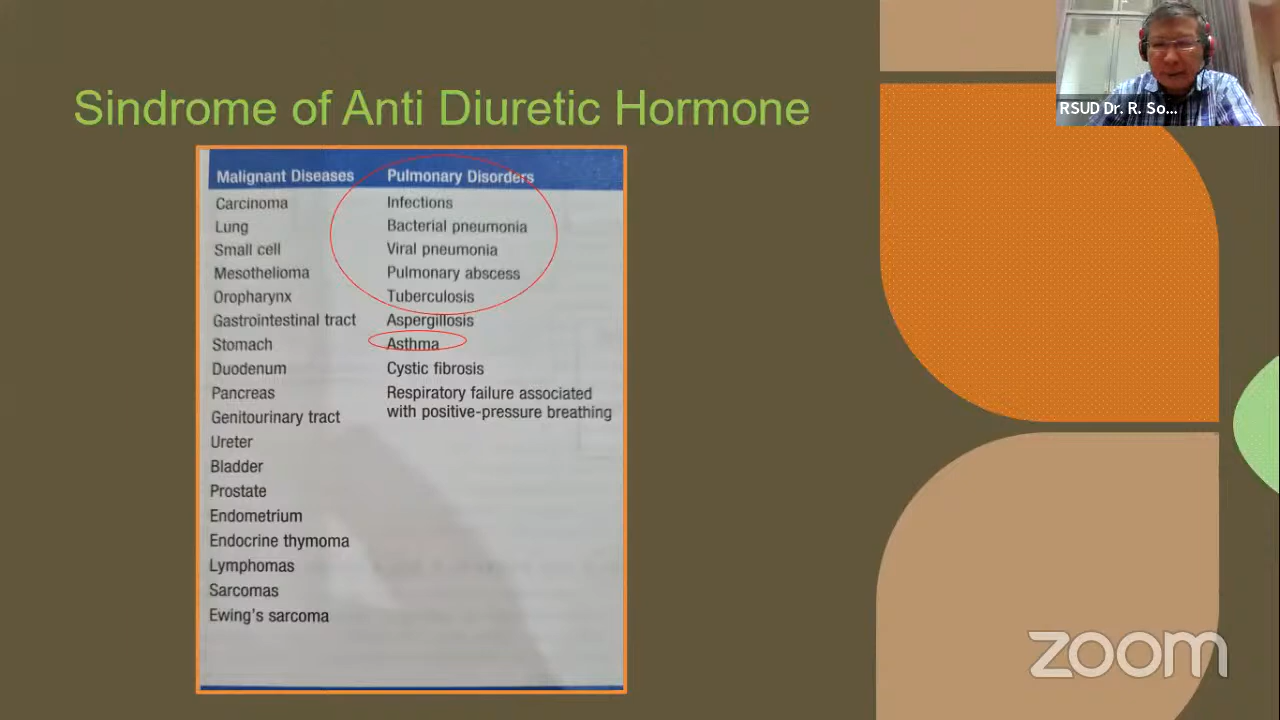 Sindrome of Anti Diuretic Hormone
RSUD Dr. R. So...
Malignant Diseases
Carcinoma
Lung
Small cell
Mesothelioma
Oropharynx
Gastrointestinal tract
Stomach
Duodenum
Pancreas
Genitourinary tract
Ureter
Bladder
Prostate
Endometrium
Endocrine thymoma
Lymphomas
Sarcomas
Ewing's sarcoma
Pulmonary Disorders
Infections
Bacterial pneumonia
Viral pneumonia
Pulmonary abscess
Tuberculosis
Aspergillosis
Asthma
Cystic fibrosis
Respiratory failure associated
with positive-pressure breathing
zoom